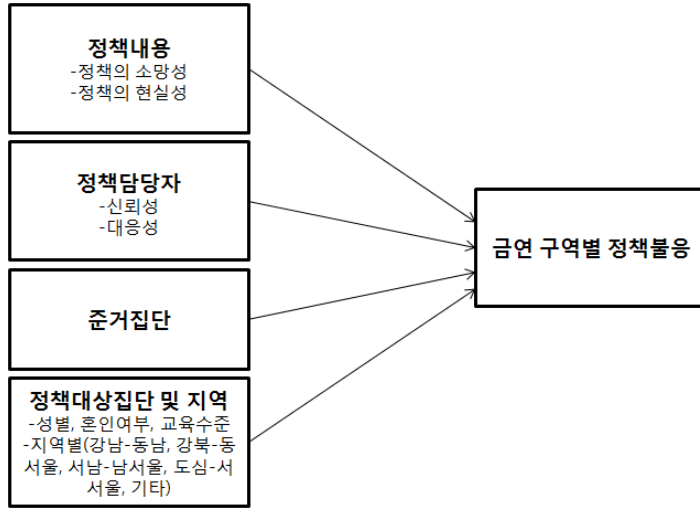 정책내용
-정책의 소망성
-정책의 현실성
정책담당자
-신뢰성
-대응성
준거집단
정책대상집단 및 지역
-성별, 혼인여부, 교육수준
-지역별(강남-동남, 강북-동
서울, 서남-남서울, 도심-서
서울, 기타)
금연 구역별 정책불응